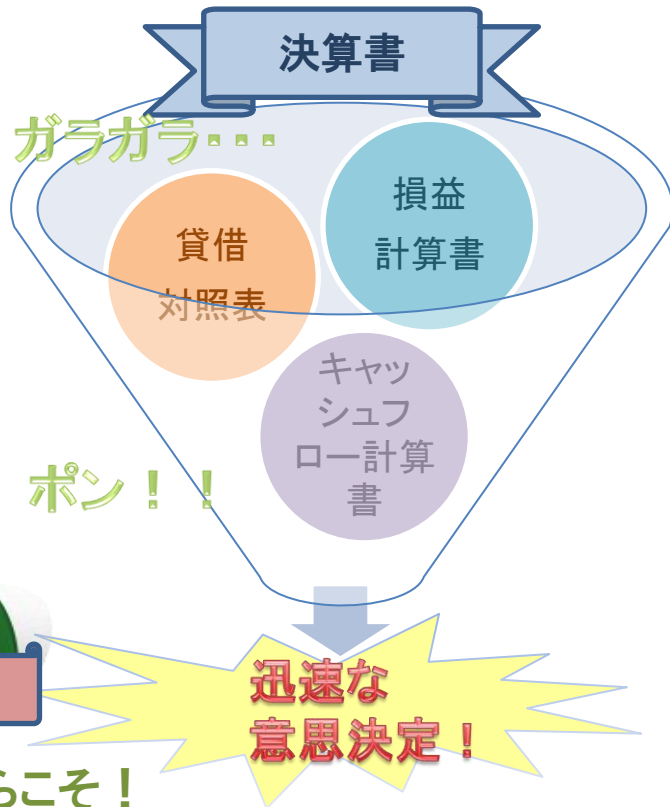 決算書
ガラガラ・・・
損益
計算書
貸借
対照表
キャッ
シュフ
ロー計算
書
ポン！！
迅速な
意思決定！
らこそ！